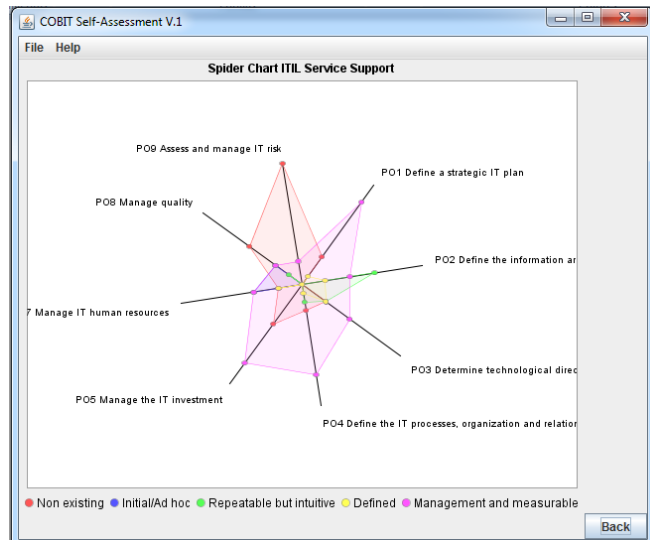 COBIT Self-Assessment V.1
File Help
Spider Chart ITIL Service Support
PO9 Assess and manage IT risk
PO1 Define a strategic IT plan
PO8 Manage quality
PO2 Define the information ar
7 Manage IT human resources
PO3 Determine technological direc
PO5 Manage the IT investment
PO4 Define the IT processes, organization and relation
Non existing Initial/Ad hoc Repeatable but intuitive Defined Management and measurable
Back